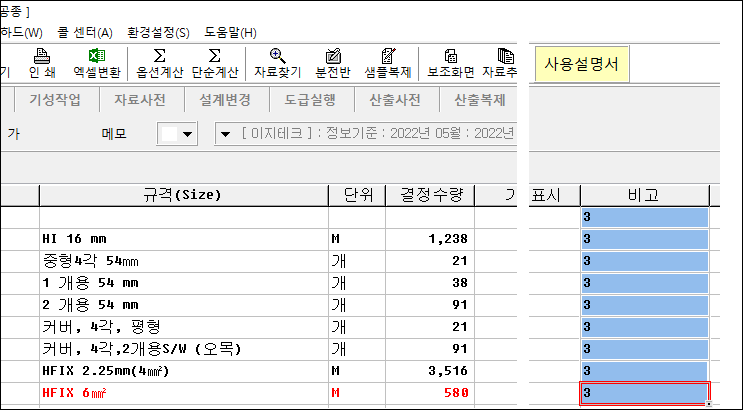 공종 ]
하드(W) 콜 센터(A) 환경설정(S) 도움말(H)
기 인 쇄 엑셀변환 옵션계산 단순계산 자료찾기 분전반 샘플복제 보조화면 자료추 사용설명서
기성작업 자료사전 설계변경 도급실행 산출사전 산출복제
가 메모 [ 이지테크 ] : 정보기준 : 2022년 05월 : 2022년
규격(Size) 단위 결정수량 표시 비고
3
HI 16 mm M 1,238 3
중형4각 54㎜ 개 21 3
1 개용 54 mm 개 38 3
2 개용 54 mm 개 91 3
커버, 4각, 평형 개 21 3
커버, 4각,2개용S/W (오목) 개 91 3
HFIX 2.25mm(4㎟) M 3,516 3
HFIX 6㎟ M 580 3